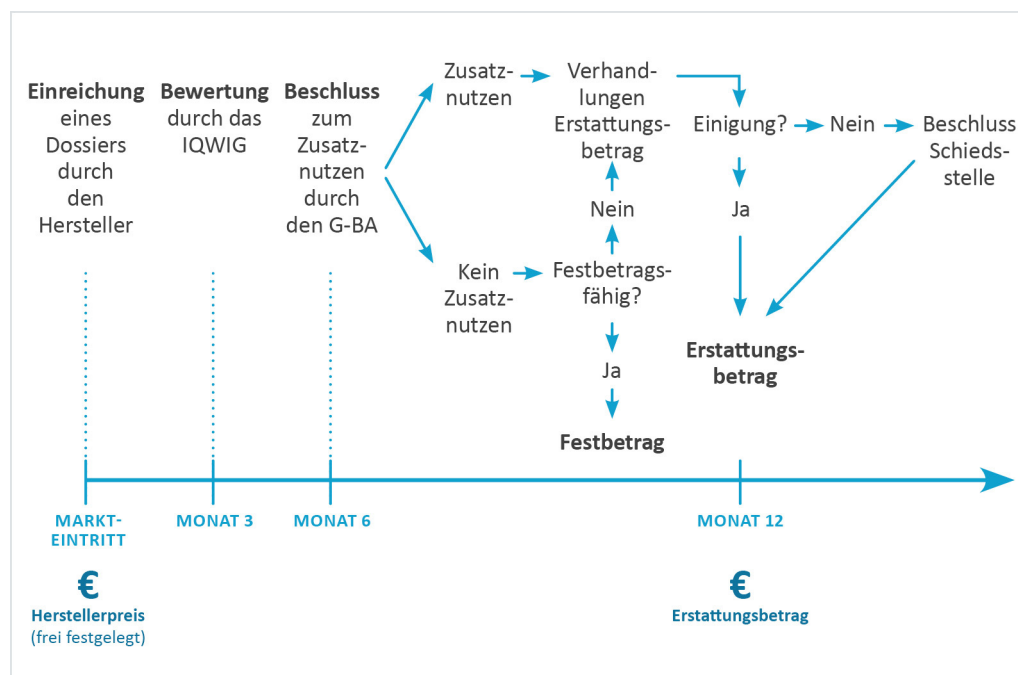 Einreichung
eines
Dossiers
durch
den
Hersteller
Bewertung
durch das
IQWIG
Beschluss
zum
Zusatz-
nutzen
durch
den G-BA
Zusatz-
nutzen
Verhand-
lungen
Erstattungs-
betrag
Einigung?
Nein
Beschluss
Schieds-
stelle
Ja
Nein
Kein
Zusatz-
nutzen
Festbetrags-
fähig?
Ja
Festbetrag
Erstattungs-
betrag
MARKT-
EINTRITT
MONAT 3
MONAT 6
MONAT 12
€
Herstellerpreis
(frei festgelegt)
€
Erstattungsbetrag